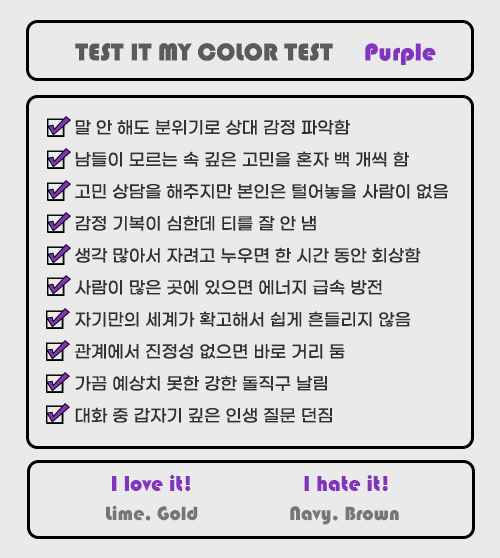 TEST IT MY COLOR TEST Purple
말 안 해도 분위기로 상대 감정 파악함
남들이 모르는 속 깊은 고민을 혼자 백 개씩 함
고민 상담을 해주지만 본인은 털어놓을 사람이 없음
감정 기복이 심한데 티를 잘 안 냄
생각 많아서 자려고 누우면 한 시간 동안 회상함
사람이 많은 곳에 있으면 에너지 급속 방전
자기만의 세계가 확고해서 쉽게 흔들리지 않음
관계에서 진정성 없으면 바로 거리 둠
가끔 예상치 못한 강한 돌직구 날림
대화 중 갑자기 깊은 인생 질문 던짐
I love it! I hate it!
Lime, Gold Navy, Brown